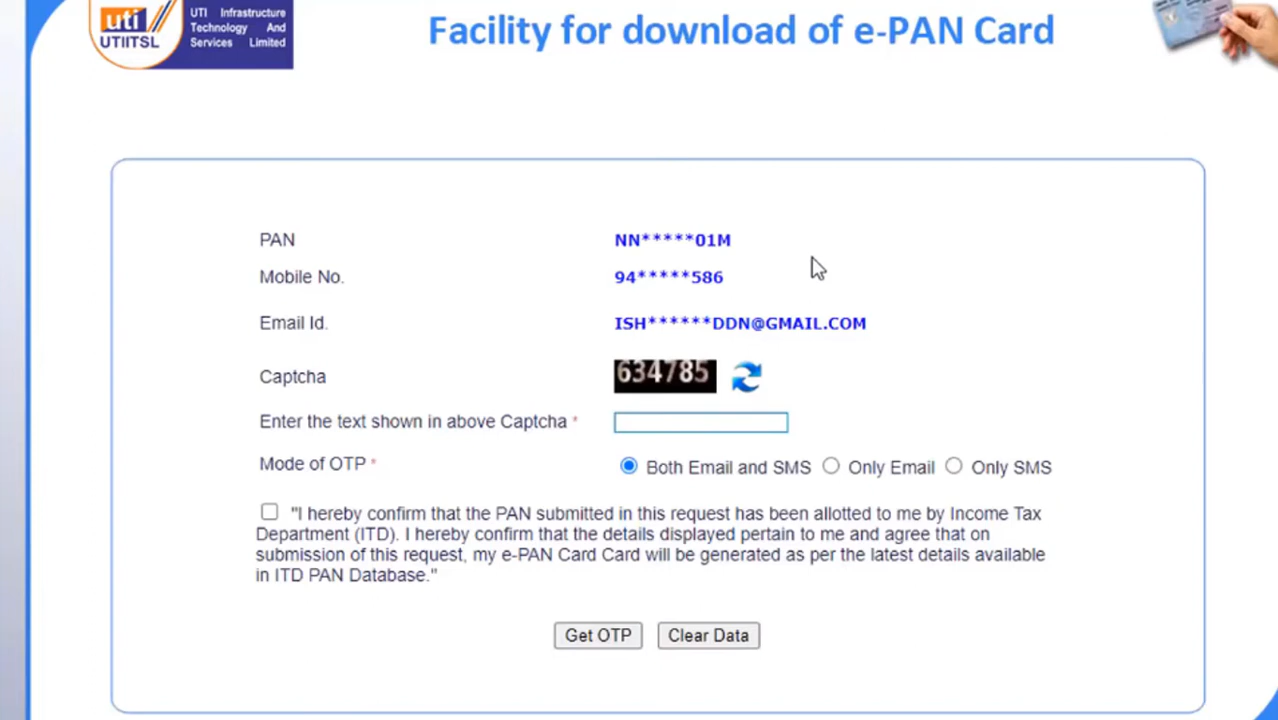 uti
UTIITSL
UTI Infrastructure
Technology And
Services Limited
Facility for download of e-PAN Card
PAN NN*****01M
Mobile No. 94*****586
Email Id. ISH******DDN@GMAIL.COM
Captcha 634785
Enter the text shown in above Captcha *
Mode of OTP * Both Email and SMS Only Email Only SMS
"I hereby confirm that the PAN submitted in this request has been allotted to me by Income Tax
Department (ITD). I hereby confirm that the details displayed pertain to me and agree that on
submission of this request, my e-PAN Card Card will be generated as per the latest details available
in ITD PAN Database."
Get OTP Clear Data